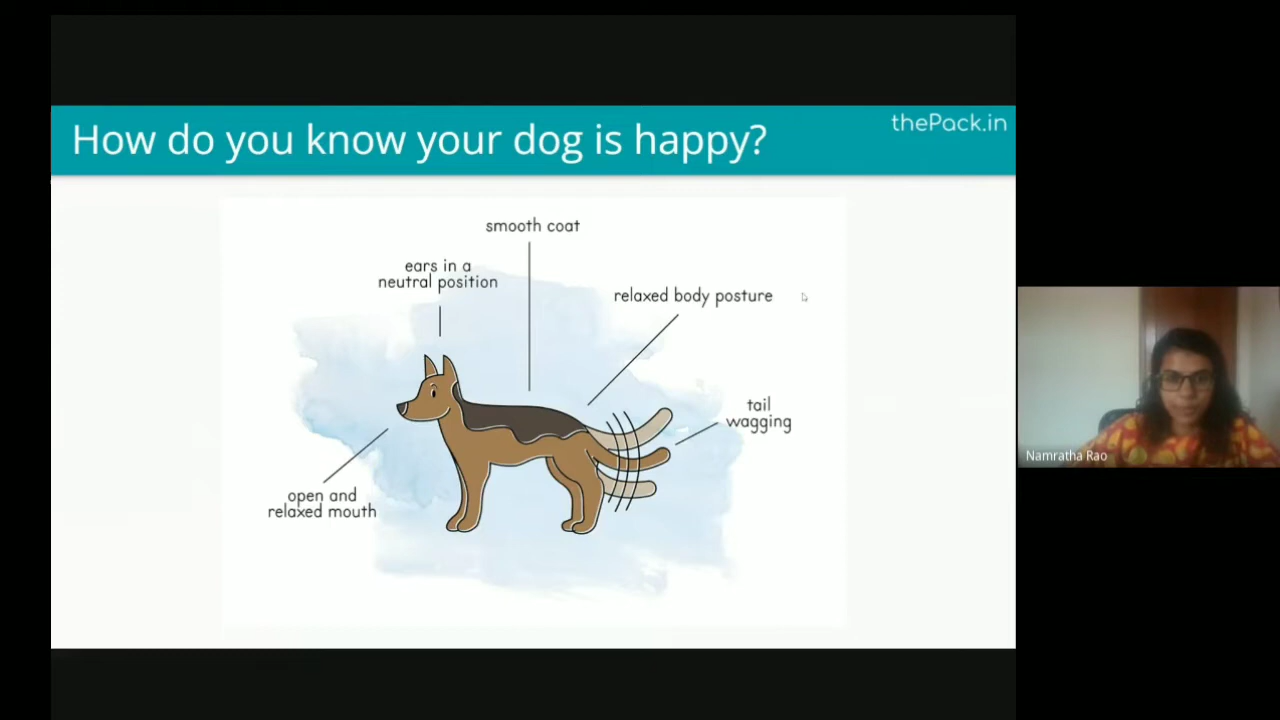 How do you know your dog is happy?
thePack.in
smooth coat
ears in a
neutral position
relaxed body posture
tail
wagging
open and
relaxed mouth
Namratha Rao